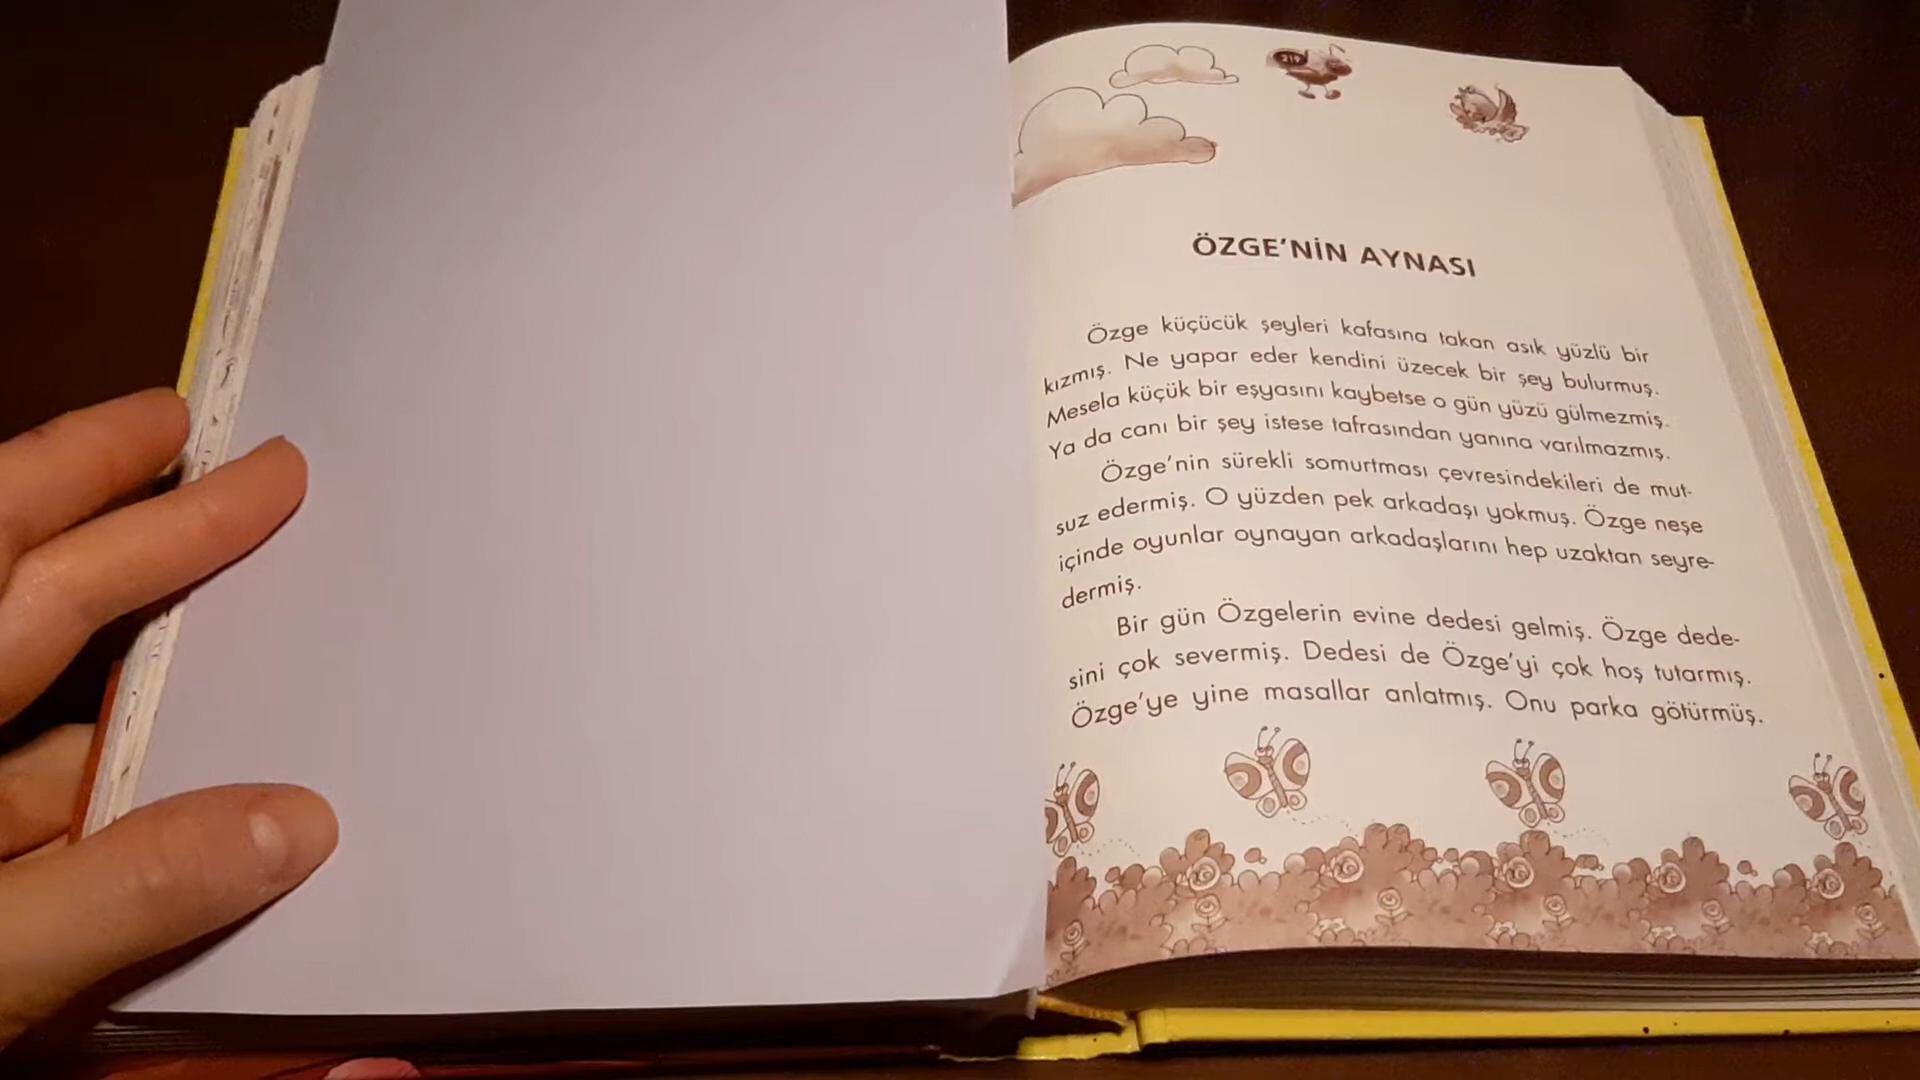 219
ÖZGE'NİN AYNASI
Özge küçücük şeyleri kafasına takan asık yüzlü bir
kızmış. Ne yapar eder kendini üzecek bir şey bulurmuş.
Mesela küçük bir eşyasını kaybetse o gün yüzü gülmezmiş.
Ya da canı bir şey istese tafrasından yanına varılmazmış.
Özge'nin sürekli somurtması çevresindekileri de mut-
suz edermiş. O yüzden pek arkadaşı yokmuş. Özge neşe
içinde oyunlar oynayan arkadaşlarını hep uzaktan seyre-
dermiş.
Bir gün Özgelerin evine dedesi gelmiş. Özge dede-
sini çok severmiş. Dedesi de Özge'yi çok hoş tutarmış.
Özge'ye yine masallar anlatmış. Onu parka götürmüş.